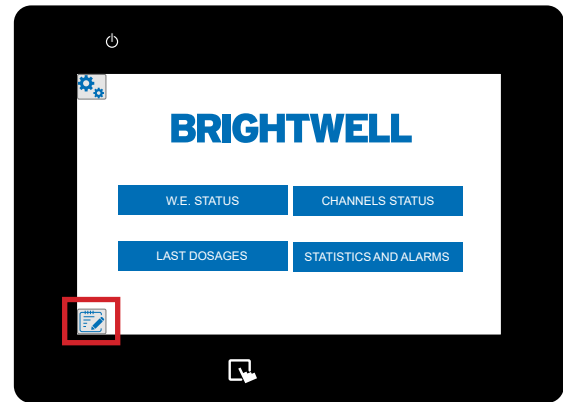 BRIGHTWELL
W.E. STATUS
CHANNELS STATUS
LAST DOSAGES
STATISTICS AND ALARMS